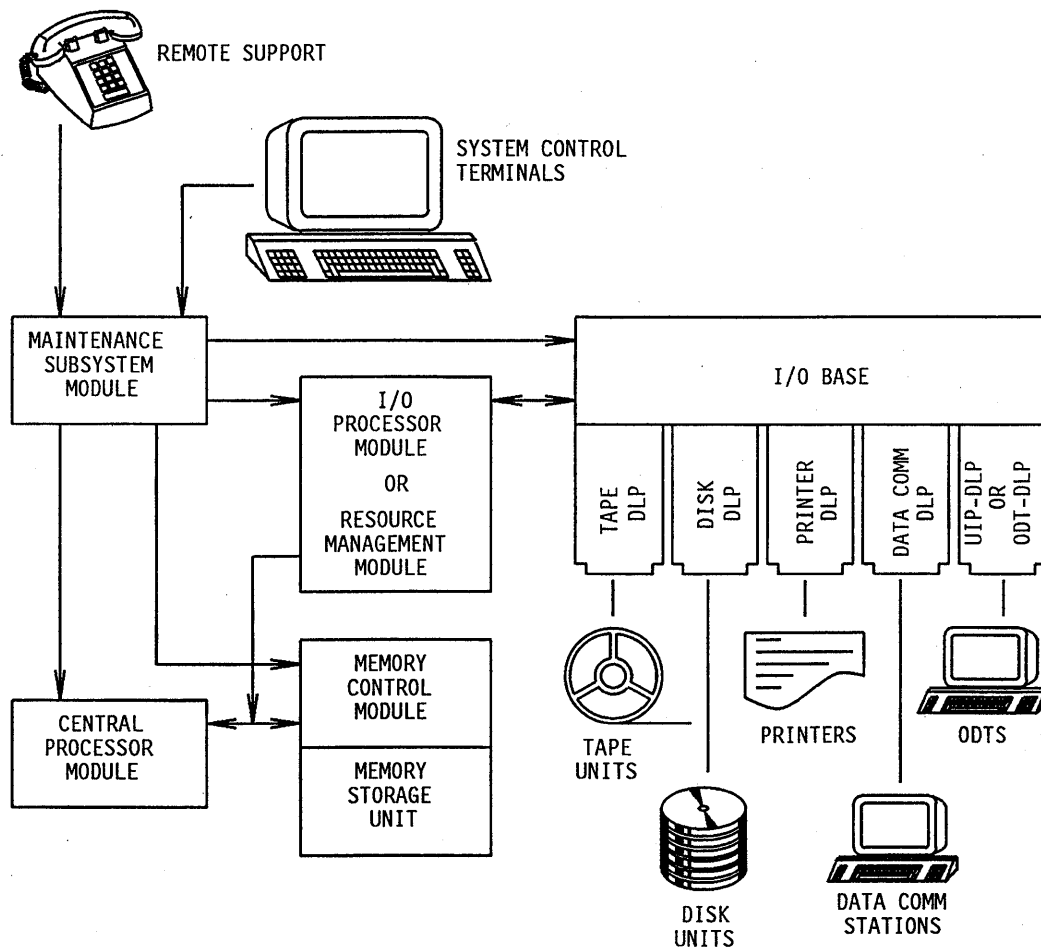 REMOTE SUPPORT
SYSTEM CONTROL
TERMINALS
MAINTENANCE
SUBSYSTEM
MODULE
I/O
PROCESSOR
MODULE
OR
RESOURCE
MANAGEMENT
MODULE
I/O BASE
TAPE
DLP
DISK
DLP
PRINTER
DLP
DATA COMM
DLP
UIP-DLP
OR
ODT-DLP
MEMORY
CONTROL
MODULE
MEMORY
STORAGE
UNIT
CENTRAL
PROCESSOR
MODULE
TAPE
UNITS
PRINTERS
ODTS
DISK
UNITS
DATA COMM
STATIONS